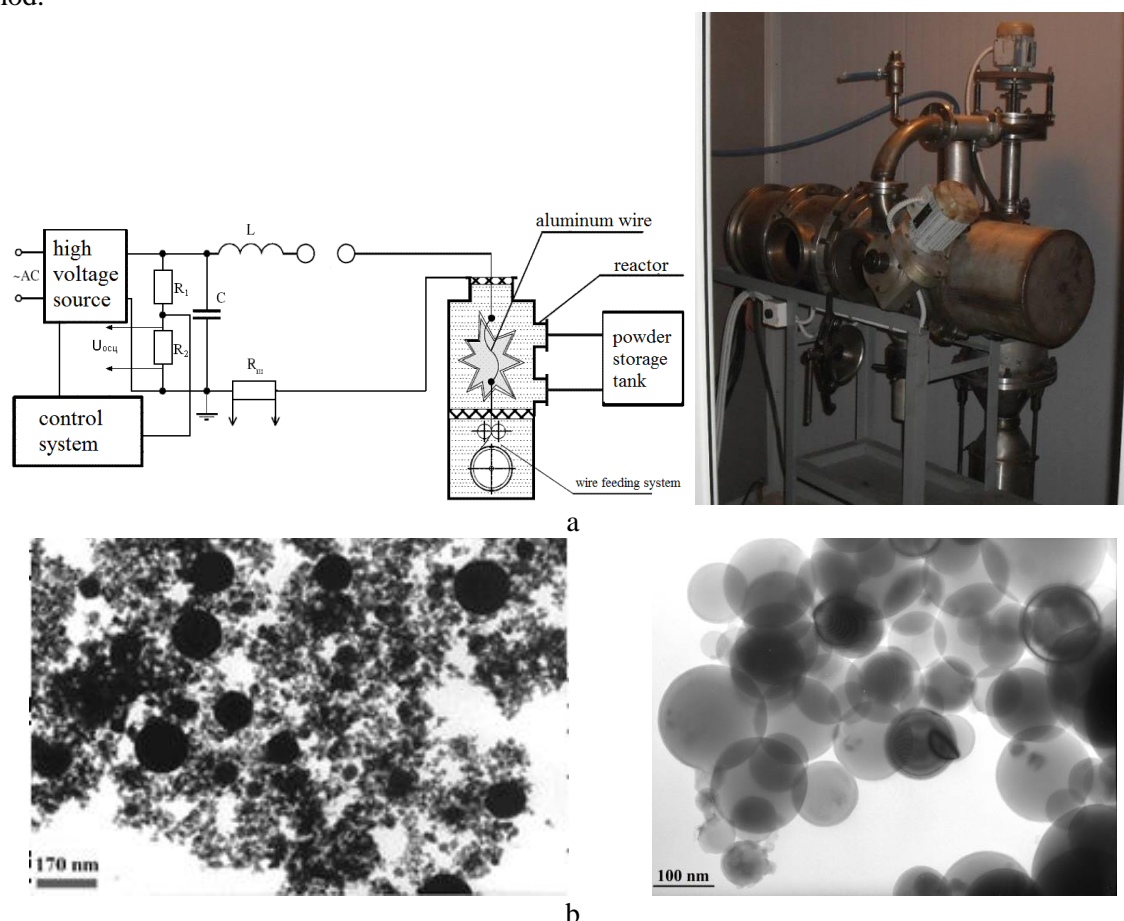 iod.
aluminum wire
L
high
voltage
source
~AC
reactor
R1
C
R2
Uосц
Rш
powder
storage
tank
control
system
wire feeding system
a
170 nm
100 nm
b